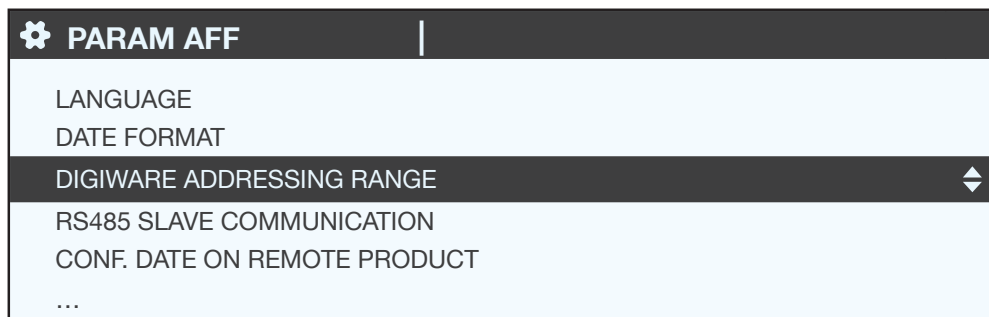 PARAM AFF
LANGUAGE
DATE FORMAT
DIGIWARE ADDRESSING RANGE
RS485 SLAVE COMMUNICATION
CONF. DATE ON REMOTE PRODUCT
…